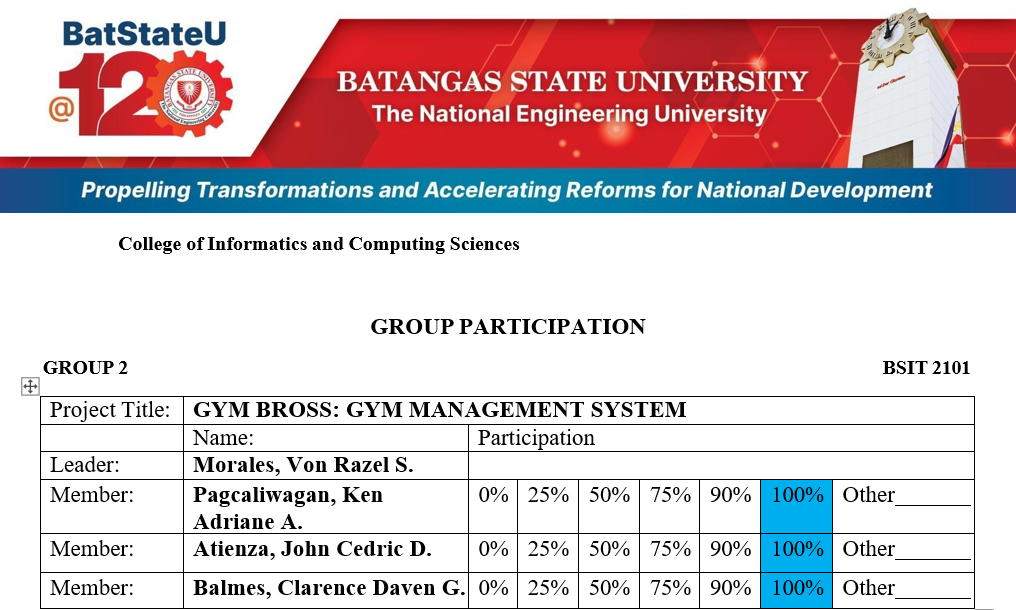 BatStateU
@120
BATANGAS STATE UNIVERSITY
The National Engineering University
Propelling Transformations and Accelerating Reforms for National Development
College of Informatics and Computing Sciences
GROUP PARTICIPATION
GROUP 2 BSIT 2101
Project Title: GYM BROSS: GYM MANAGEMENT SYSTEM
Name: Participation
Leader: Morales, Von Razel S.
Member: Pagcaliwagan, Ken 0% 25% 50% 75% 90% 100% Other_______
Adriane A.
Member: Atienza, John Cedric D. 0% 25% 50% 75% 90% 100% Other_______
Member: Balmes, Clarence Daven G. 0% 25% 50% 75% 90% 100% Other_______